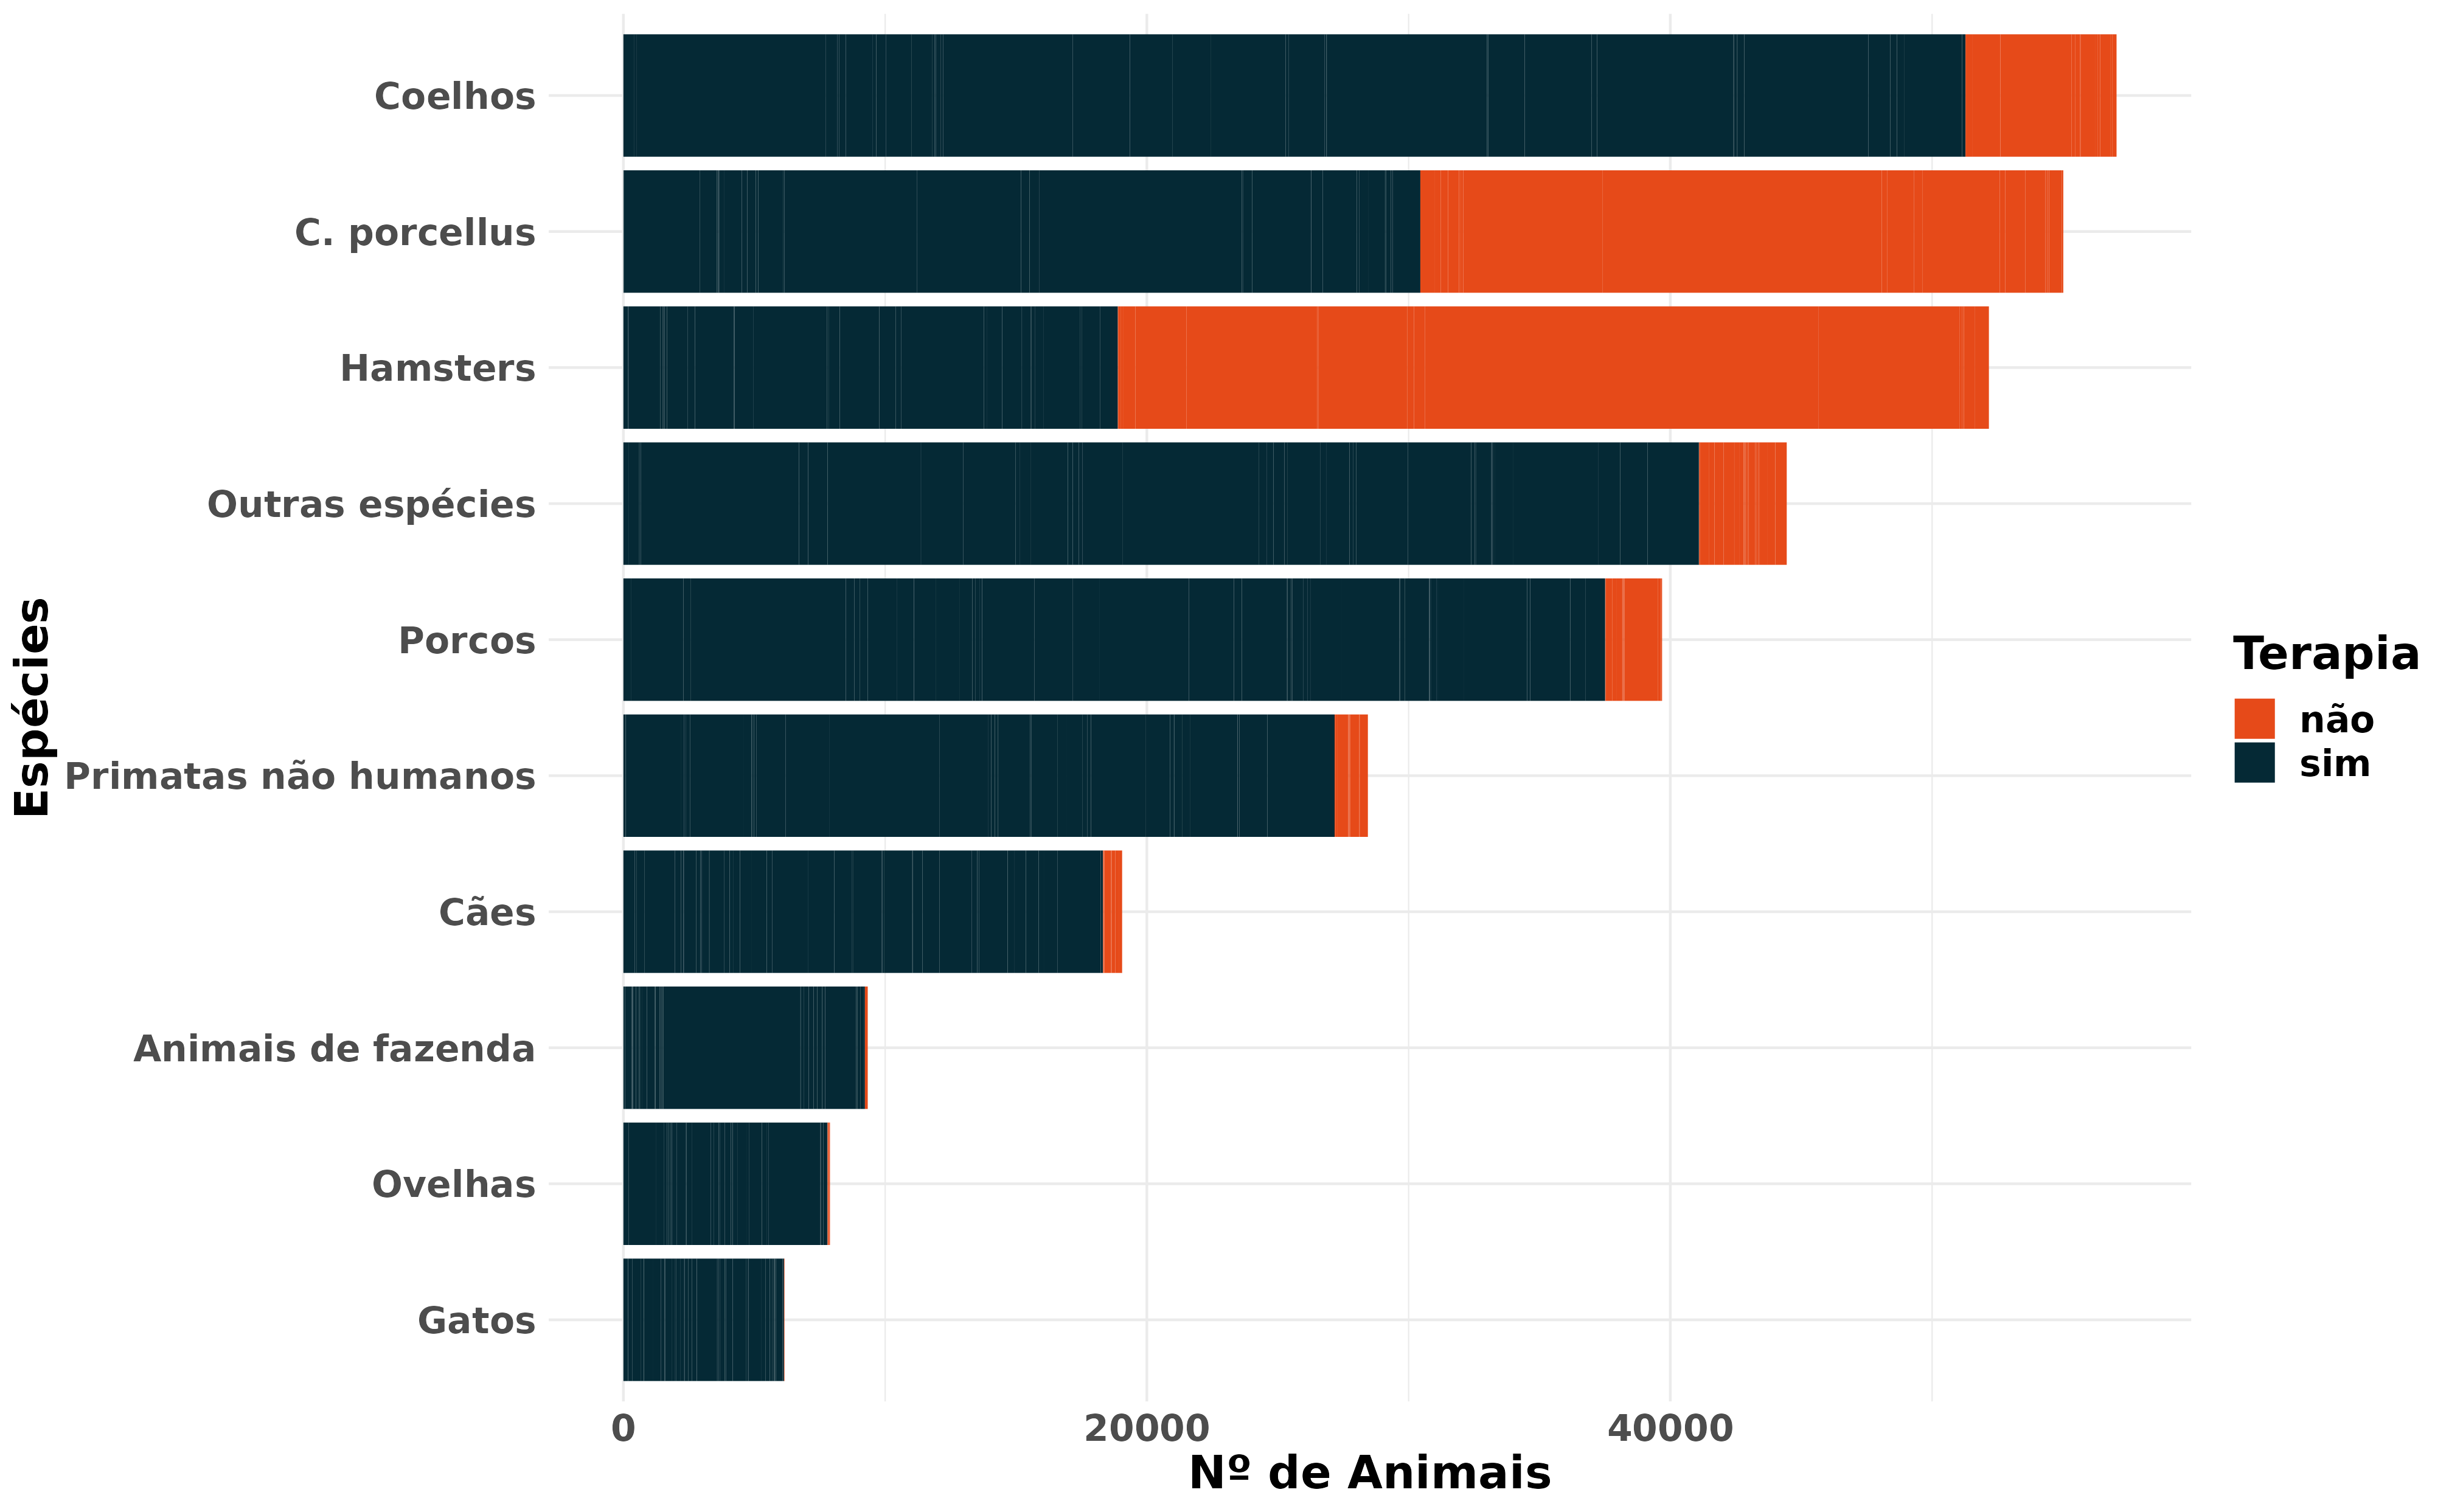 Espécies
Coelhos
C. porcellus
Hamsters
Outras espécies
Porcos
Primatas não humanos
Cães
Animais de fazenda
Ovelhas
Gatos
0 20000 40000
Nº de Animais
Terapia
não
sim